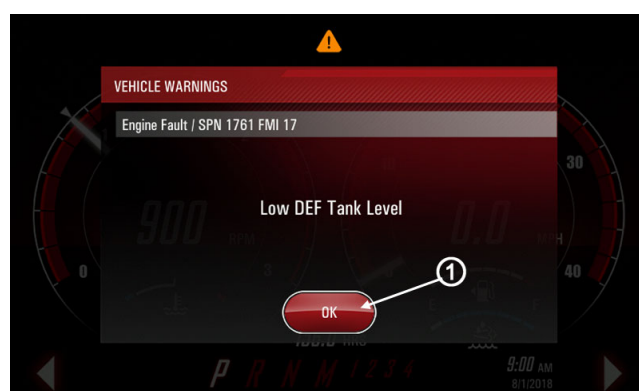 VEHICLE WARNINGS
Engine Fault / SPN 1761 FMI 17
30
Low DEF Tank Level
900 RPM 0.0 MPH
1
0 40
OK
P R N M 1 2 3 4 9:00 AM
8/1/2018